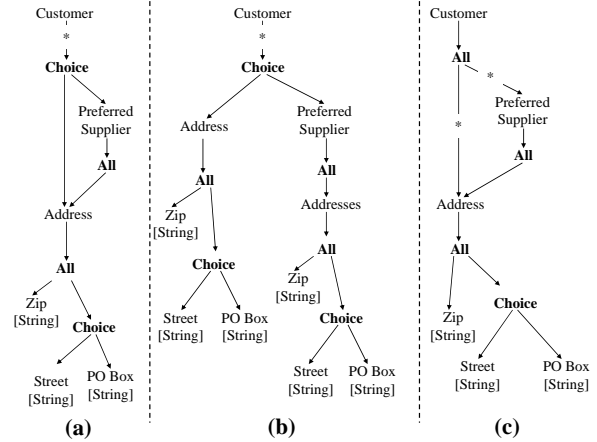 Customer
*
Choice
Preferred
Supplier
All
Address
All
Zip
[String]
Choice
Street
[String]
PO Box
[String]
(a)
Customer
*
Choice
Address
Preferred
Supplier
All
All
Zip
[String]
Addresses
Choice
All
Street
[String]
PO Box
[String]
Zip
[String]
Choice
Street
[String]
PO Box
[String]
(b)
Customer
All
*
Preferred
Supplier
*
All
Address
All
Zip
[String]
Choice
Street
[String]
PO Box
[String]
(c)